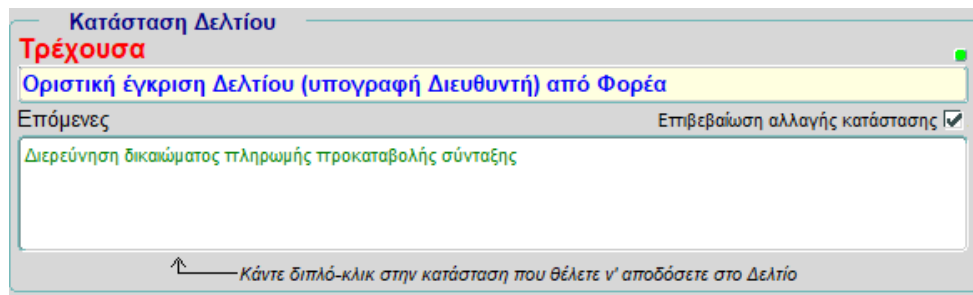 Κατάσταση Δελτίου
Τρέχουσα
Οριστική έγκριση Δελτίου (υπογραφή Διευθυντή) από Φορέα
Επόμενες Επιβεβαίωση αλλαγής κατάστασης
Διερεύνηση δικαιώματος πληρωμής προκαταβολής σύνταξης
Κάντε διπλό-κλικ στην κατάσταση που θέλετε ν' αποδόσετε στο Δελτίο